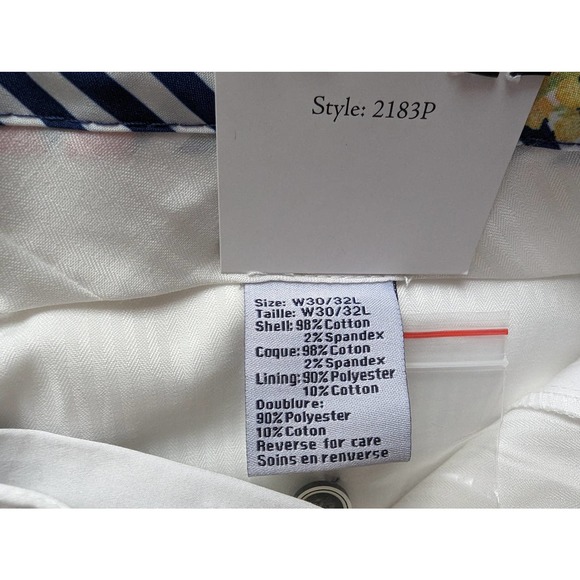 Style: 2183P
Size: W30/32L
Taille: W30/32L
Shell: 98% Cotton
2% Spandex
Coque: 98% Coton
2% Spandex
Lining: 90% Polyester
10% Cotton
Doublure:
90% Polyester
10% Coton
Reverse for care
Soins en renverse